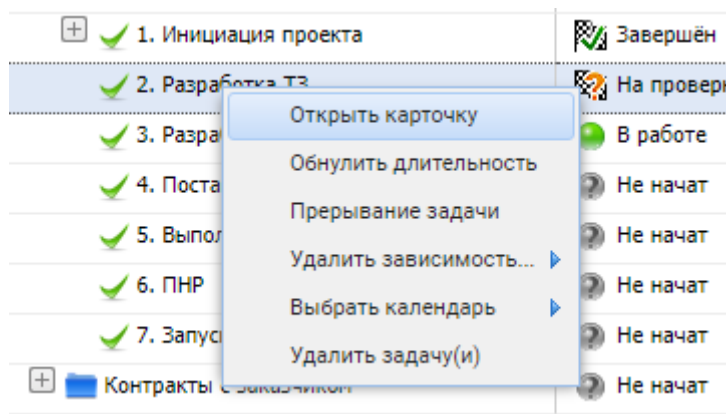 1. Инициация проекта Завершён
2. Разработка ТЗ На провер
Открыть карточку
3. Разра В работе
Обнулить длительность
4. Поста Не начат
Прерывание задачи
5. Выпол Не начат
Удалить зависимость...
6. ПНР Не начат
Выбрать календарь
7. Запус Не начат
Удалить задачу(и)
Контракты с заказчиком Не начат